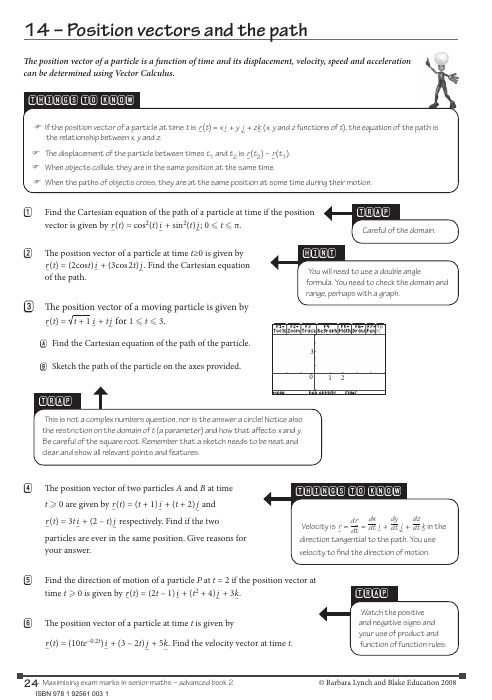 14 – Position vectors and the path
The position vector of a particle is a function of time and its displacement, velocity, speed and acceleration
can be determined using Vector Calculus.
THINGS TO KNOW
☞ If the position vector of a particle at time t is r(t) = xi + yj + zk (x, y and z functions of t), the equation of the path is
the relationship between x, y and z.
☞ The displacement of the particle between times t₁ and t₂ is r(t₂) – r(t₁).
☞ When objects collide, they are in the same position at the same time.
☞ When the paths of objects cross, they are at the same position at some time during their motion.
1 Find the Cartesian equation of the path of a particle at time if the position
vector is given by r(t) = cos²(t) i + sin²(t) j; 0 ⩽ t ⩽ π.
TRAP
Careful of the domain.
2 The position vector of a particle at time t≥0 is given by
r(t) = (2cost) i + (3cos 2t) j. Find the Cartesian equation
of the path.
HINT
You will need to use a double angle
formula. You need to check the domain and
range, perhaps with a graph.
3 The position vector of a moving particle is given by
r(t) = √t + 1 i + tj for 1 ⩽ t ⩽ 3.
A Find the Cartesian equation of the path of the particle.
B Sketch the path of the particle on the axes provided.
3
0 1 2
TRAP
This is not a complex numbers question, nor is the answer a circle! Notice also
the restriction on the domain of t (a parameter) and how that affects x and y.
Be careful of the square root. Remember that a sketch needs to be neat and
clear and show all relevant points and features.
4 The position vector of two particles A and B at time
t ⩾ 0 are given by r(t) = (t + 1) i + (t + 2) j and
r(t) = 3t i + (2 – t) j respectively. Find if the two
particles are ever in the same position. Give reasons for
your answer.
THINGS TO KNOW
Velocity is ṙ = dr/dt = dx/dt i + dy/dt j + dz/dt k in the
direction tangential to the path. You use
velocity to find the direction of motion.
5 Find the direction of motion of a particle P at t = 2 if the position vector at
time t ⩾ 0 is given by r(t) = (2t – 1) i + (t² + 4) j + 3k.
6 The position vector of a particle at time t is given by
r(t) = (10te⁻⁰·²ᵗ) i + (3 – 2t) j + 5k. Find the velocity vector at time t.
TRAP
Watch the positive
and negative signs and
your use of product and
function of function rules.
24 Maximising exam marks in senior maths – advanced book 2
© Barbara Lynch and Blake Education 2008
ISBN 978 1 92561 003 1